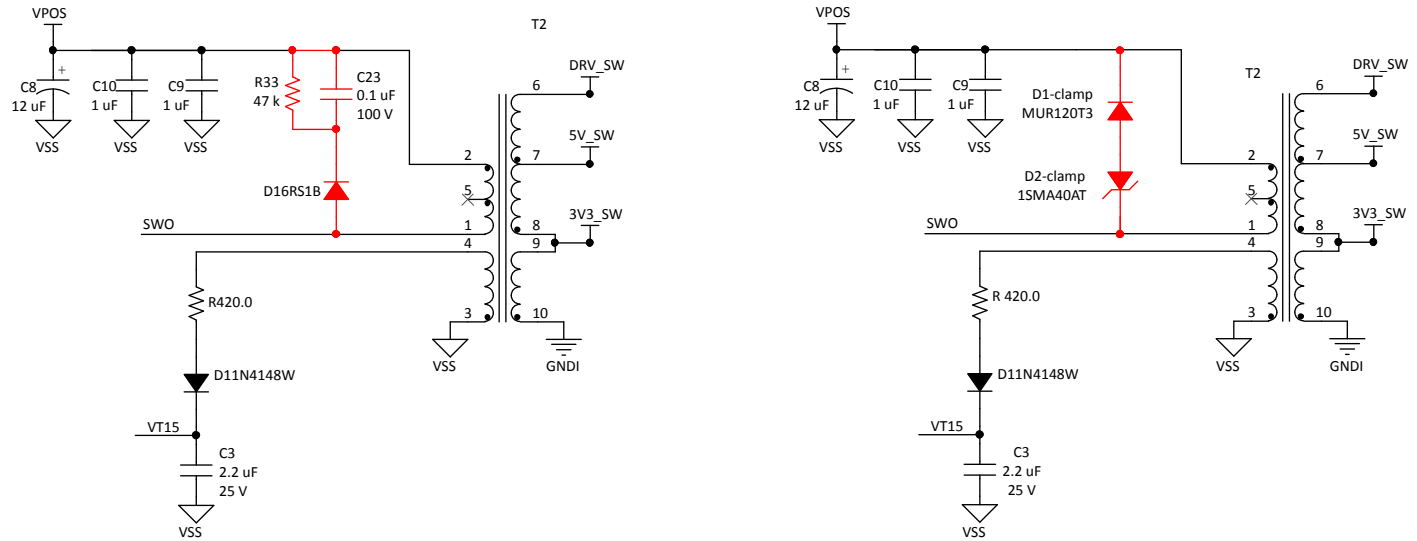 VPOS
T2
DRV_SW
6
+
C8
12 uF
C10
1 uF
C9
1 uF
R33
47 k
C23
0.1 uF
100 V
VSS
VSS
VSS
5V_SW
2
7
5
D16RS1B
3V3_SW
SWO
1
8
4
9
R420.0
3
10
VSS
GNDI
D11N4148W
VT15
C3
2.2 uF
25 V
VSS
VPOS
T2
DRV_SW
6
+
C8
12 uF
C10
1 uF
C9
1 uF
D1-clamp
MUR120T3
VSS
VSS
VSS
5V_SW
2
7
D2-clamp
1SMA40AT
5
3V3_SW
SWO
1
8
4
9
R 420.0
3
10
VSS
GNDI
D11N4148W
VT15
C3
2.2 uF
25 V
VSS